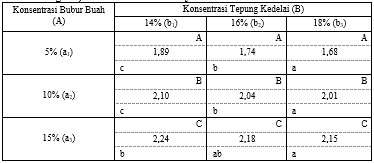 Konsentrasi Bubur Buah (A) Konsentrasi Tepung Kedelai (B)
14% (b₁) 16% (b₂) 18% (b₃)
5% (a₁) A A A
1,89 1,74 1,68
c b a
10% (a₂) B B B
2,10 2,04 2,01
c b a
15% (a₃) C C C
2,24 2,18 2,15
b ab a